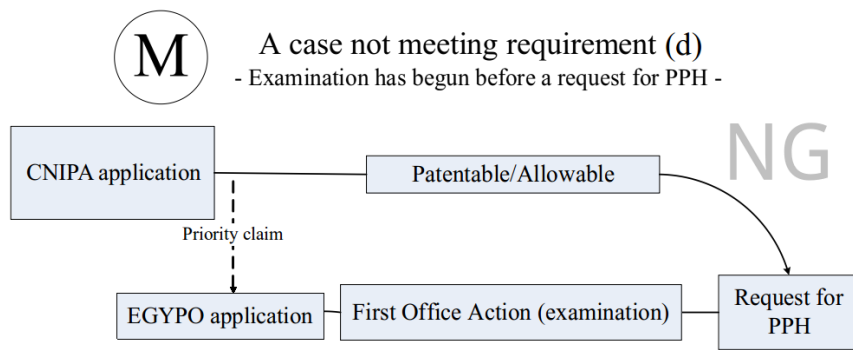 M
A case not meeting requirement (d)
- Examination has begun before a request for PPH -
NG
CNIPA application
Patentable/Allowable
Priority claim
EGYPO application
First Office Action (examination)
Request for
PPH